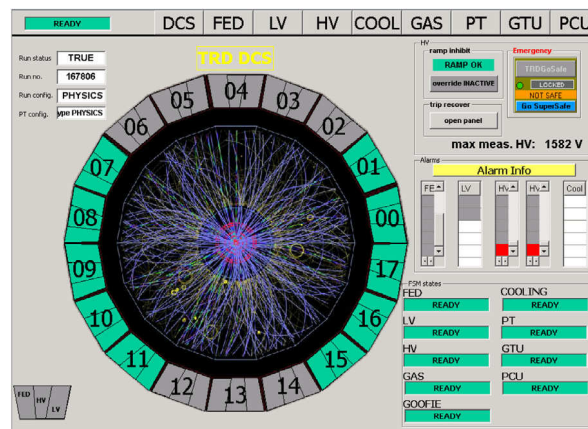 READY DCS FED LV HV COOL GAS PT GTU PCU
Run status TRUE
Run no. 167806
Run config. PHYSICS
PT config. ype PHYSICS
TRD DCS
04
05 03
06 02
07 01
08 00
09 17
10 16
11 15
12 14
13
FED HV LV
HV
ramp inhibit
RAMP OK
override INACTIVE
trip recover
open panel
Emergency
TRDGoSafe
LOCKED
NOT SAFE
Go SuperSafe
max meas. HV: 1582 V
Alarms
Alarm Info
FE LV HV HV Cool
FSM states
FED COOLING
READY READY
LV PT
READY READY
HV GTU
READY READY
GAS PCU
READY READY
GOOFIE
READY